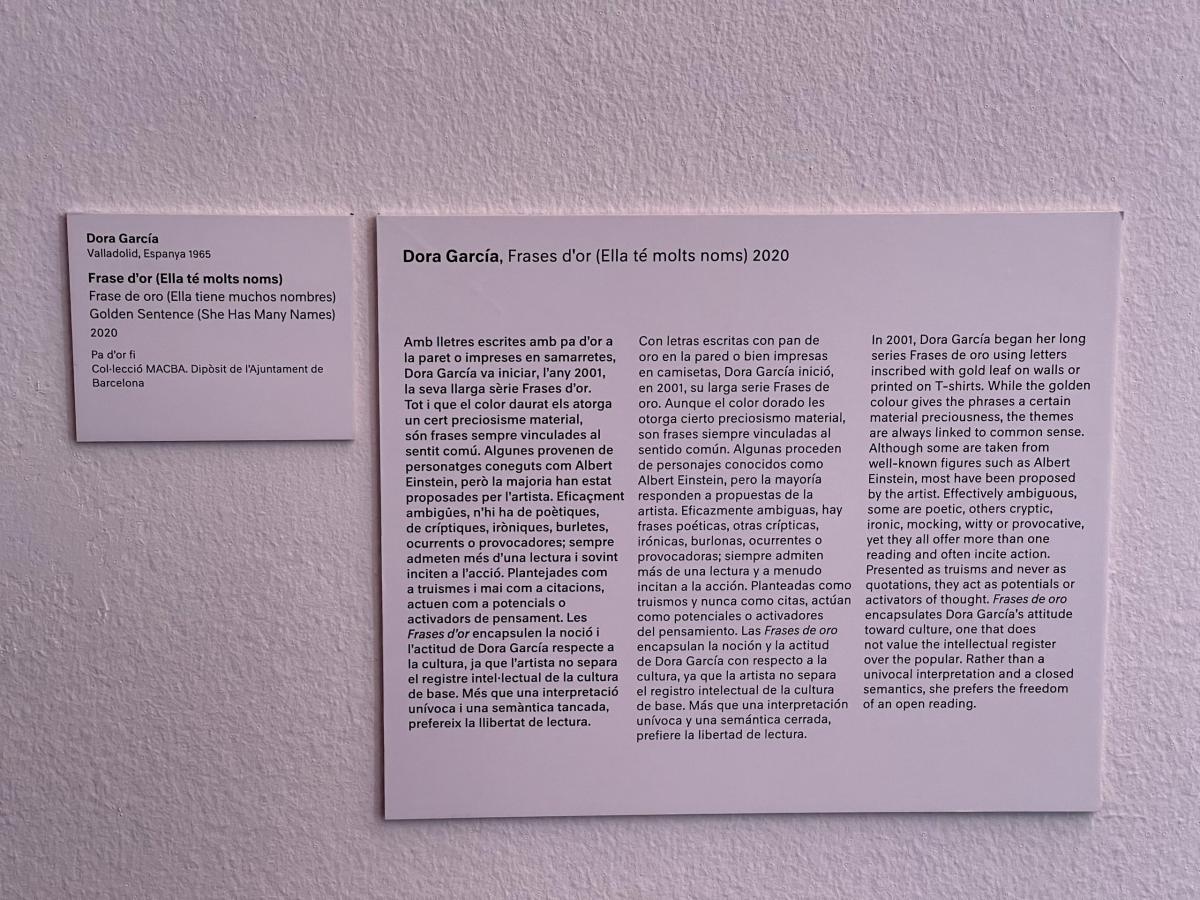 Dora García
Valladolid, Espanya 1965
Frase d'or (Ella té molts noms)
Frase de oro (Ella tiene muchos nombres)
Golden Sentence (She Has Many Names)
2020
Pa d'or fi
Col·lecció MACBA. Dipòsit de l'Ajuntament de
Barcelona
Dora García, Frases d'or (Ella té molts noms) 2020
Amb lletres escrites amb pa d'or a
la paret o impreses en samarretes,
Dora García va iniciar, l'any 2001,
la seva llarga sèrie Frases d'or.
Tot i que el color daurat els atorga
un cert preciosisme material,
són frases sempre vinculades al
sentit comú. Algunes provenen de
personatges coneguts com Albert
Einstein, però la majoria han estat
proposades per l'artista. Eficaçment
ambigües, n'hi ha de poètiques,
de críptiques, iròniques, burletes,
ocurrents o provocadores; sempre
admeten més d'una lectura i sovint
inciten a l'acció. Plantejades com
a truismes i mai com a citacions,
actuen com a potencials o
activadors de pensament. Les
Frases d'or encapsulen la noció i
l'actitud de Dora García respecte a
la cultura, ja que l'artista no separa
el registre intel·lectual de la cultura
de base. Més que una interpretació
unívoca i una semàntica tancada,
prefereix la llibertat de lectura.
Con letras escritas con pan de
oro en la pared o bien impresas
en camisetas, Dora García inició,
en 2001, su larga serie Frases de
oro. Aunque el color dorado les
otorga cierto preciosismo material,
son frases siempre vinculadas al
sentido común. Algunas proceden
de personajes conocidos como
Albert Einstein, pero la mayoría
responden a propuestas de la
artista. Eficazmente ambiguas, hay
frases poéticas, otras crípticas,
irónicas, burlonas, ocurrentes o
provocadoras; siempre admiten
más de una lectura y a menudo
incitan a la acción. Planteadas como
truismos y nunca como citas, actúan
como potenciales o activadores
del pensamiento. Las Frases de oro
encapsulan la noción y la actitud
de Dora García con respecto a la
cultura, ya que la artista no separa
el registro intelectual de la cultura
de base. Más que una interpretación
unívoca y una semántica cerrada,
prefiere la libertad de lectura.
In 2001, Dora García began her long
series Frases de oro using letters
inscribed with gold leaf on walls or
printed on T-shirts. While the golden
colour gives the phrases a certain
material preciousness, the themes
are always linked to common sense.
Although some are taken from
well-known figures such as Albert
Einstein, most have been proposed
by the artist. Effectively ambiguous,
some are poetic, others cryptic,
ironic, mocking, witty or provocative,
yet they all offer more than one
reading and often incite action.
Presented as truisms and never as
quotations, they act as potentials or
activators of thought. Frases de oro
encapsulates Dora García's attitude
toward culture, one that does
not value the intellectual register
over the popular. Rather than a
univocal interpretation and a closed
semantics, she prefers the freedom
of an open reading.